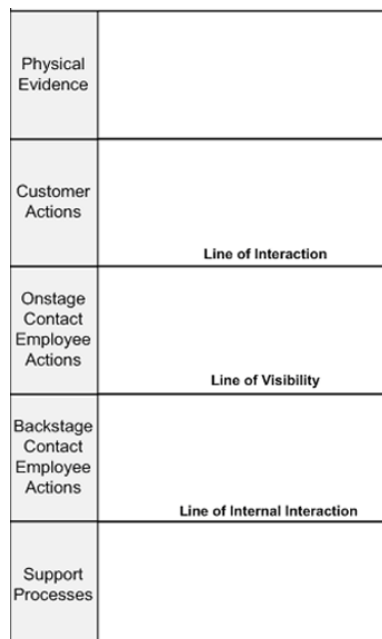 Physical
Evidence
Customer
Actions
Line of Interaction
Onstage
Contact
Employee
Actions
Line of Visibility
Backstage
Contact
Employee
Actions
Line of Internal Interaction
Support
Processes